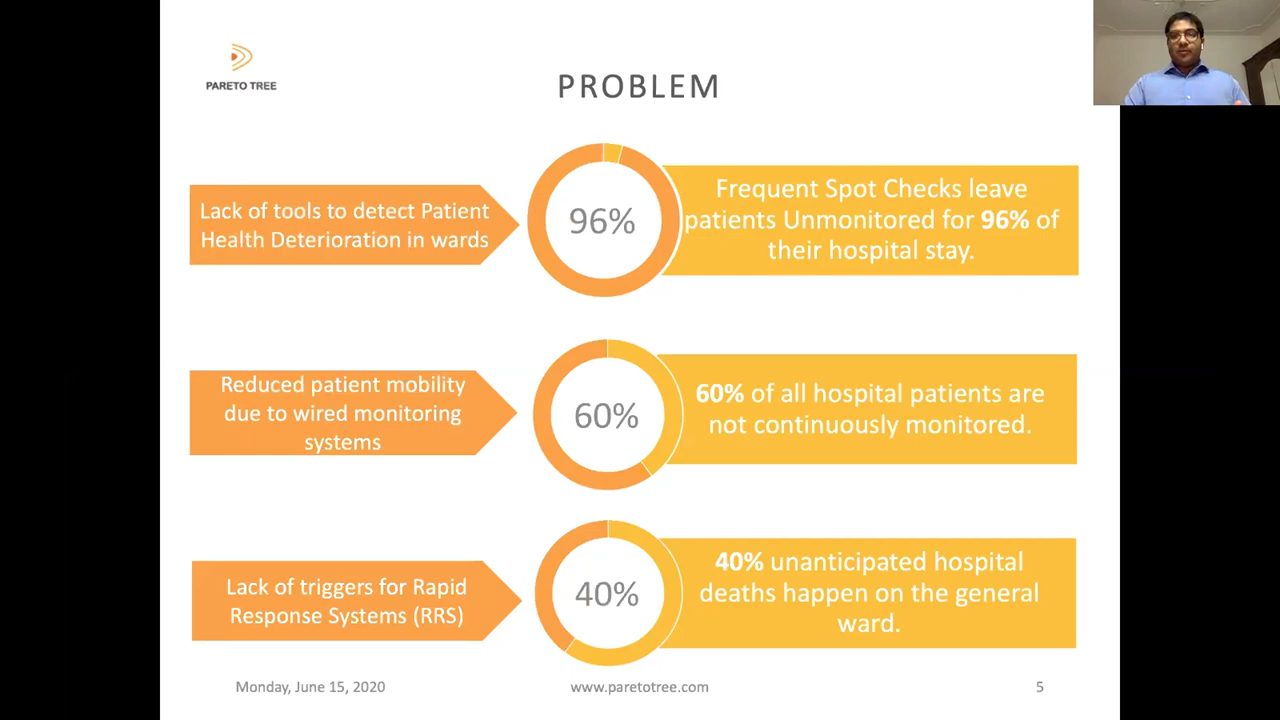 PARETO TREE
PROBLEM
Lack of tools to detect Patient
Health Deterioration in wards
96%
Frequent Spot Checks leave
patients Unmonitored for 96% of
their hospital stay.
Reduced patient mobility
due to wired monitoring
systems
60%
60% of all hospital patients are
not continuously monitored.
Lack of triggers for Rapid
Response Systems (RRS)
40%
40% unanticipated hospital
deaths happen on the general
ward.
Monday, June 15, 2020
www.paretotree.com
5